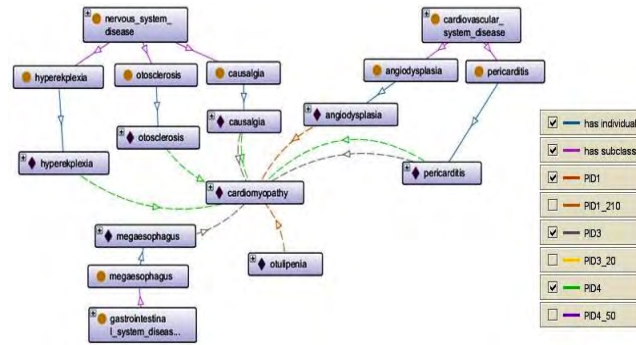 nervous_system_
disease
cardiovascular_
system_disease
hyperekplexia
otosclerosis
causalgia
angiodysplasia
pericarditis
causalgia
angiodysplasia
otosclerosis
hyperekplexia
pericarditis
cardiomyopathy
megaesophagus
otulipenia
megaesophagus
gastrointestina
l_system_diseas...
has individual
has subclass
PID1
PID1_210
PID3
PID3_20
PID4
PID4_50